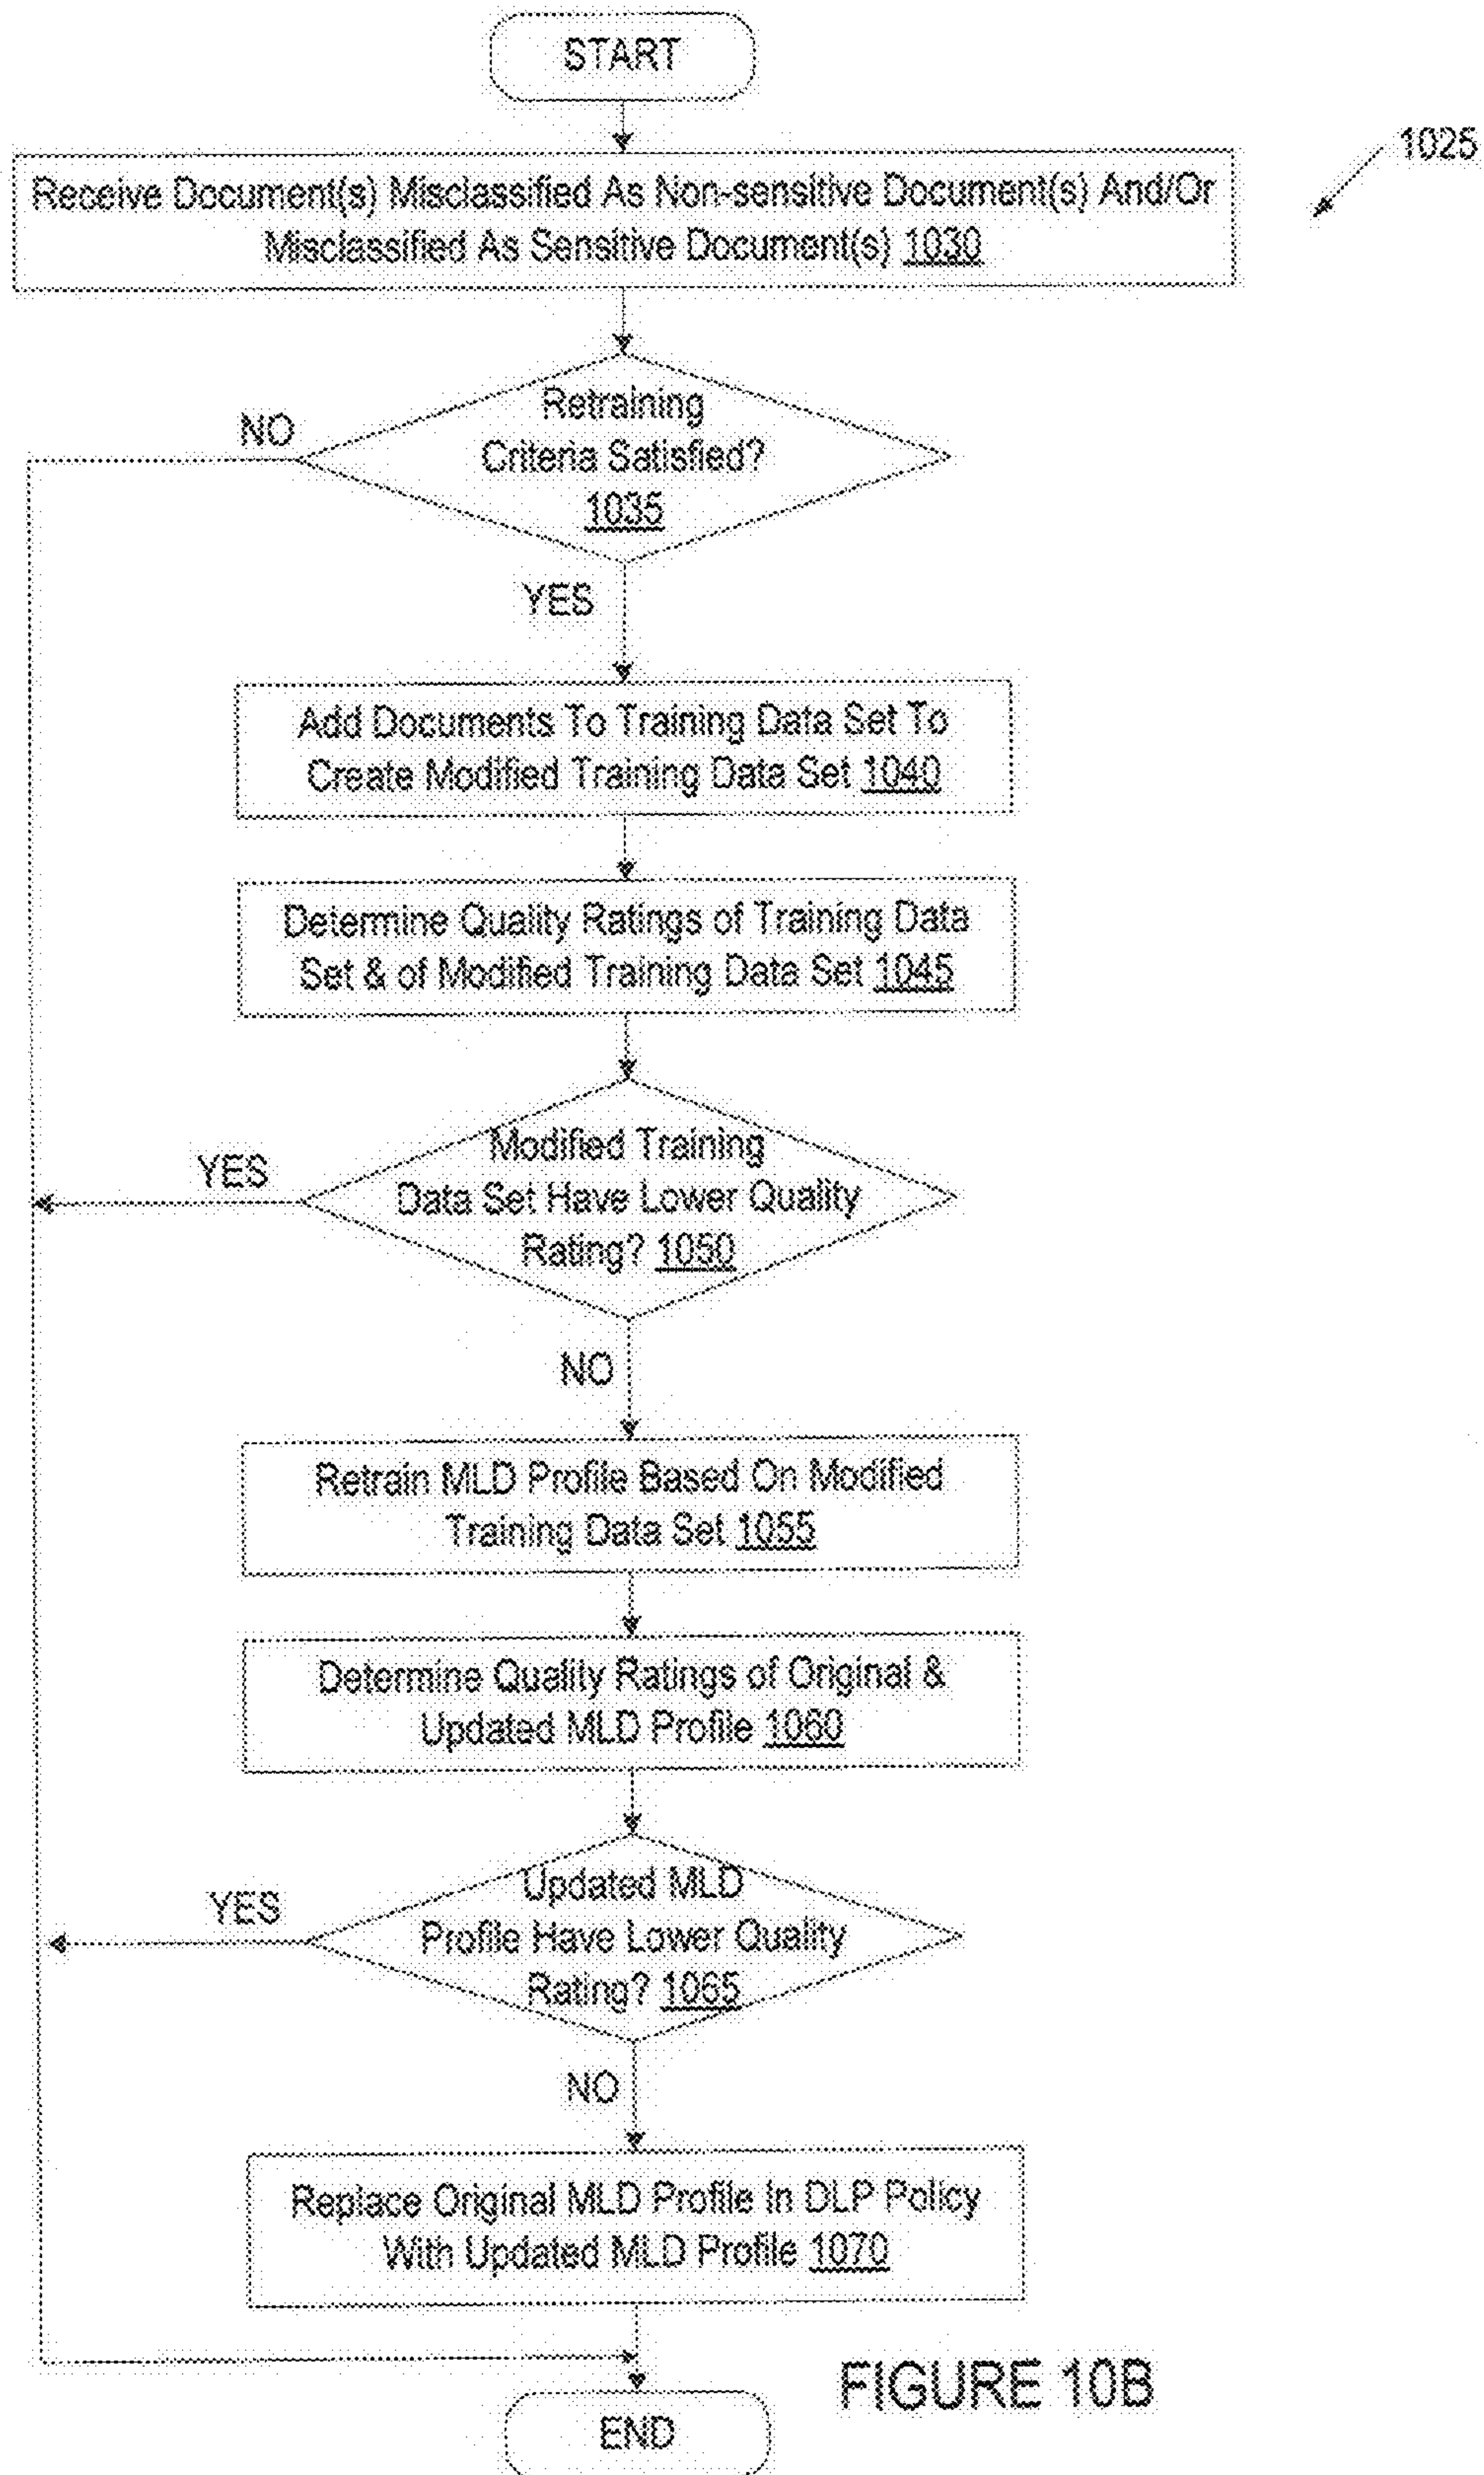 START
1025
Receive Document(s) Misclassified As Non-sensitive Document(s) And/Or
Misclassified As Sensitive Document(s) 1030
NO
Retraining
Criteria Satisfied?
1035
YES
Add Documents To Training Data Set To
Create Modified Training Data Set 1040
Determine Quality Ratings of Training Data
Set & of Modified Training Data Set 1045
YES
Modified Training
Data Set Have Lower Quality
Rating? 1050
NO
Retrain MLD Profile Based On Modified
Training Data Set 1055
Determine Quality Ratings of Original &
Updated MLD Profile 1060
YES
Updated MLD
Profile Have Lower Quality
Rating? 1065
NO
Replace Original MLD Profile In DLP Policy
With Updated MLD Profile 1070
FIGURE 10B
END